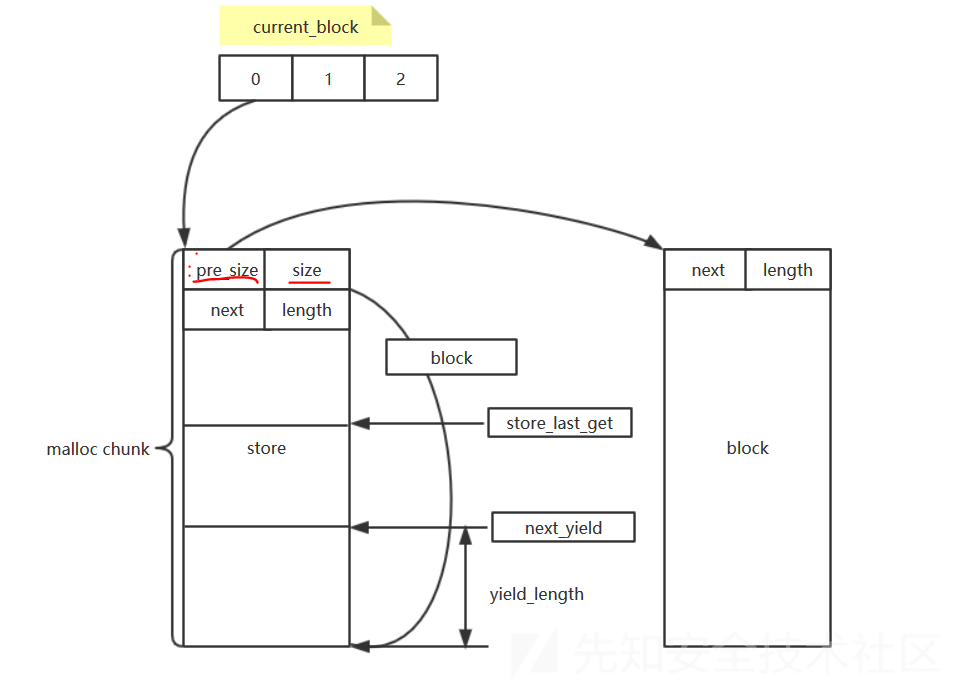 current_block
0 1 2
pre_size size
next length
next length
block
store_last_get
malloc chunk
store
block
next_yield
yield_length
先知安全技术社区